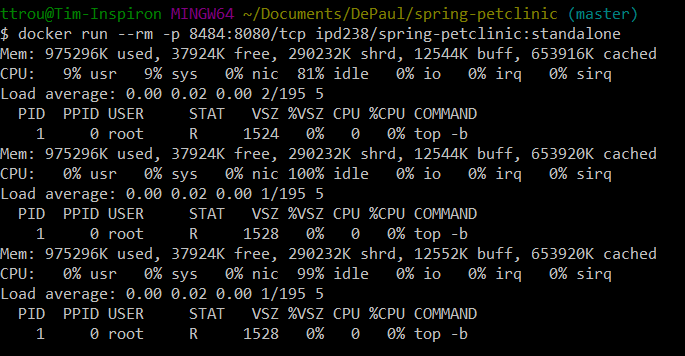 ttrou@Tim-Inspiron MINGW64 ~/Documents/DePaul/spring-petclinic (master)
$ docker run --rm -p 8484:8080/tcp ipd238/spring-petclinic:standalone
Mem: 975296K used, 37924K free, 290232K shrd, 12544K buff, 653916K cached
CPU:   9% usr   9% sys   0% nic  81% idle   0% io   0% irq   0% sirq
Load average: 0.00 0.02 0.00 2/195 5
  PID  PPID USER     STAT   VSZ %VSZ CPU %CPU COMMAND
    1     0 root     R     1524   0%   0   0% top -b
Mem: 975296K used, 37924K free, 290232K shrd, 12544K buff, 653920K cached
CPU:   0% usr   0% sys   0% nic 100% idle   0% io   0% irq   0% sirq
Load average: 0.00 0.02 0.00 1/195 5
  PID  PPID USER     STAT   VSZ %VSZ CPU %CPU COMMAND
    1     0 root     R     1528   0%   0   0% top -b
Mem: 975296K used, 37924K free, 290232K shrd, 12552K buff, 653920K cached
CPU:   0% usr   0% sys   0% nic  99% idle   0% io   0% irq   0% sirq
Load average: 0.00 0.02 0.00 1/195 5
  PID  PPID USER     STAT   VSZ %VSZ CPU %CPU COMMAND
    1     0 root     R     1528   0%   0   0% top -b